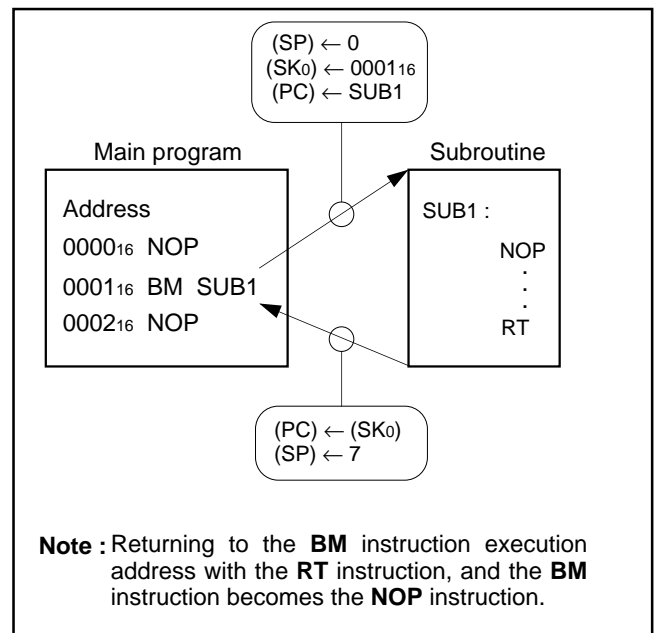 (SP) ← 0
(SK₀) ← 0001₁₆
(PC) ← SUB1
Main program
Address
0000₁₆ NOP
0001₁₆ BM SUB1
0002₁₆ NOP
Subroutine
SUB1 :
NOP
·
·
·
RT
(PC) ← (SK₀)
(SP) ← 7
Note : Returning to the BM instruction execution
address with the RT instruction, and the BM
instruction becomes the NOP instruction.